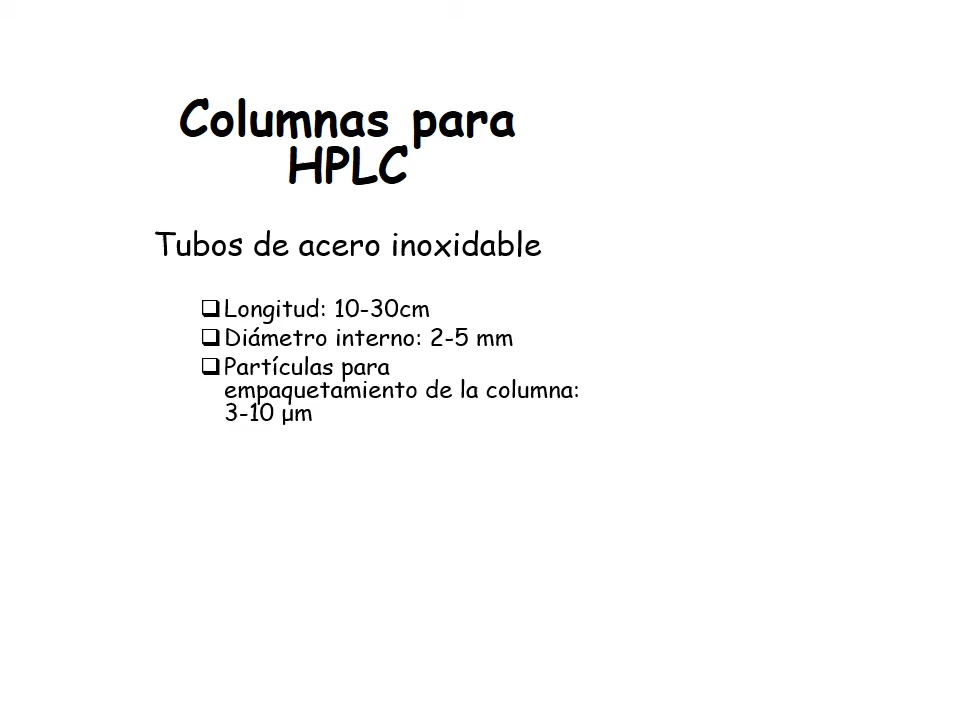 Columnas para
HPLC
Tubos de acero inoxidable
❑Longitud: 10-30cm
❑Diámetro interno: 2-5 mm
❑Partículas para
empaquetamiento de la columna:
3-10 µm